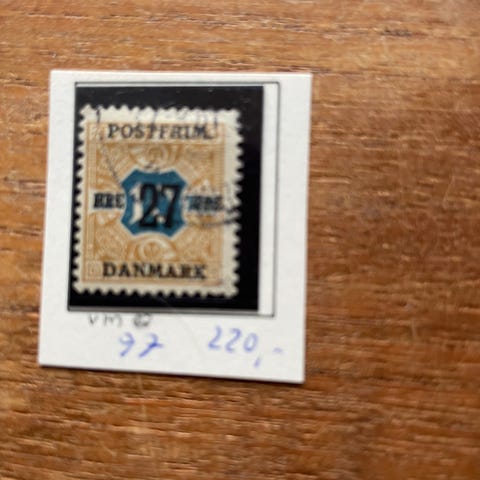 POSTFRIM.
27
DANMARK
VM
97 220,-